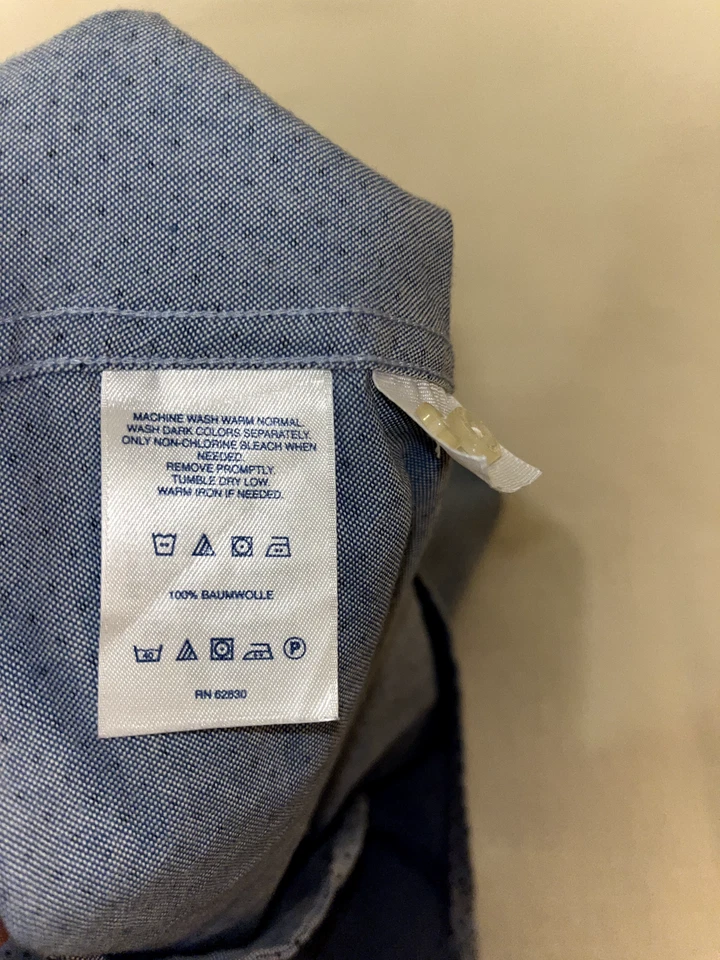 MACHINE WASH WARM NORMAL.
WASH DARK COLORS SEPARATELY.
ONLY NON-CHLORINE BLEACH WHEN
NEEDED.
REMOVE PROMPTLY.
TUMBLE DRY LOW.
WARM IRON IF NEEDED.
100% BAUMWOLLE
40
P
RN 62830